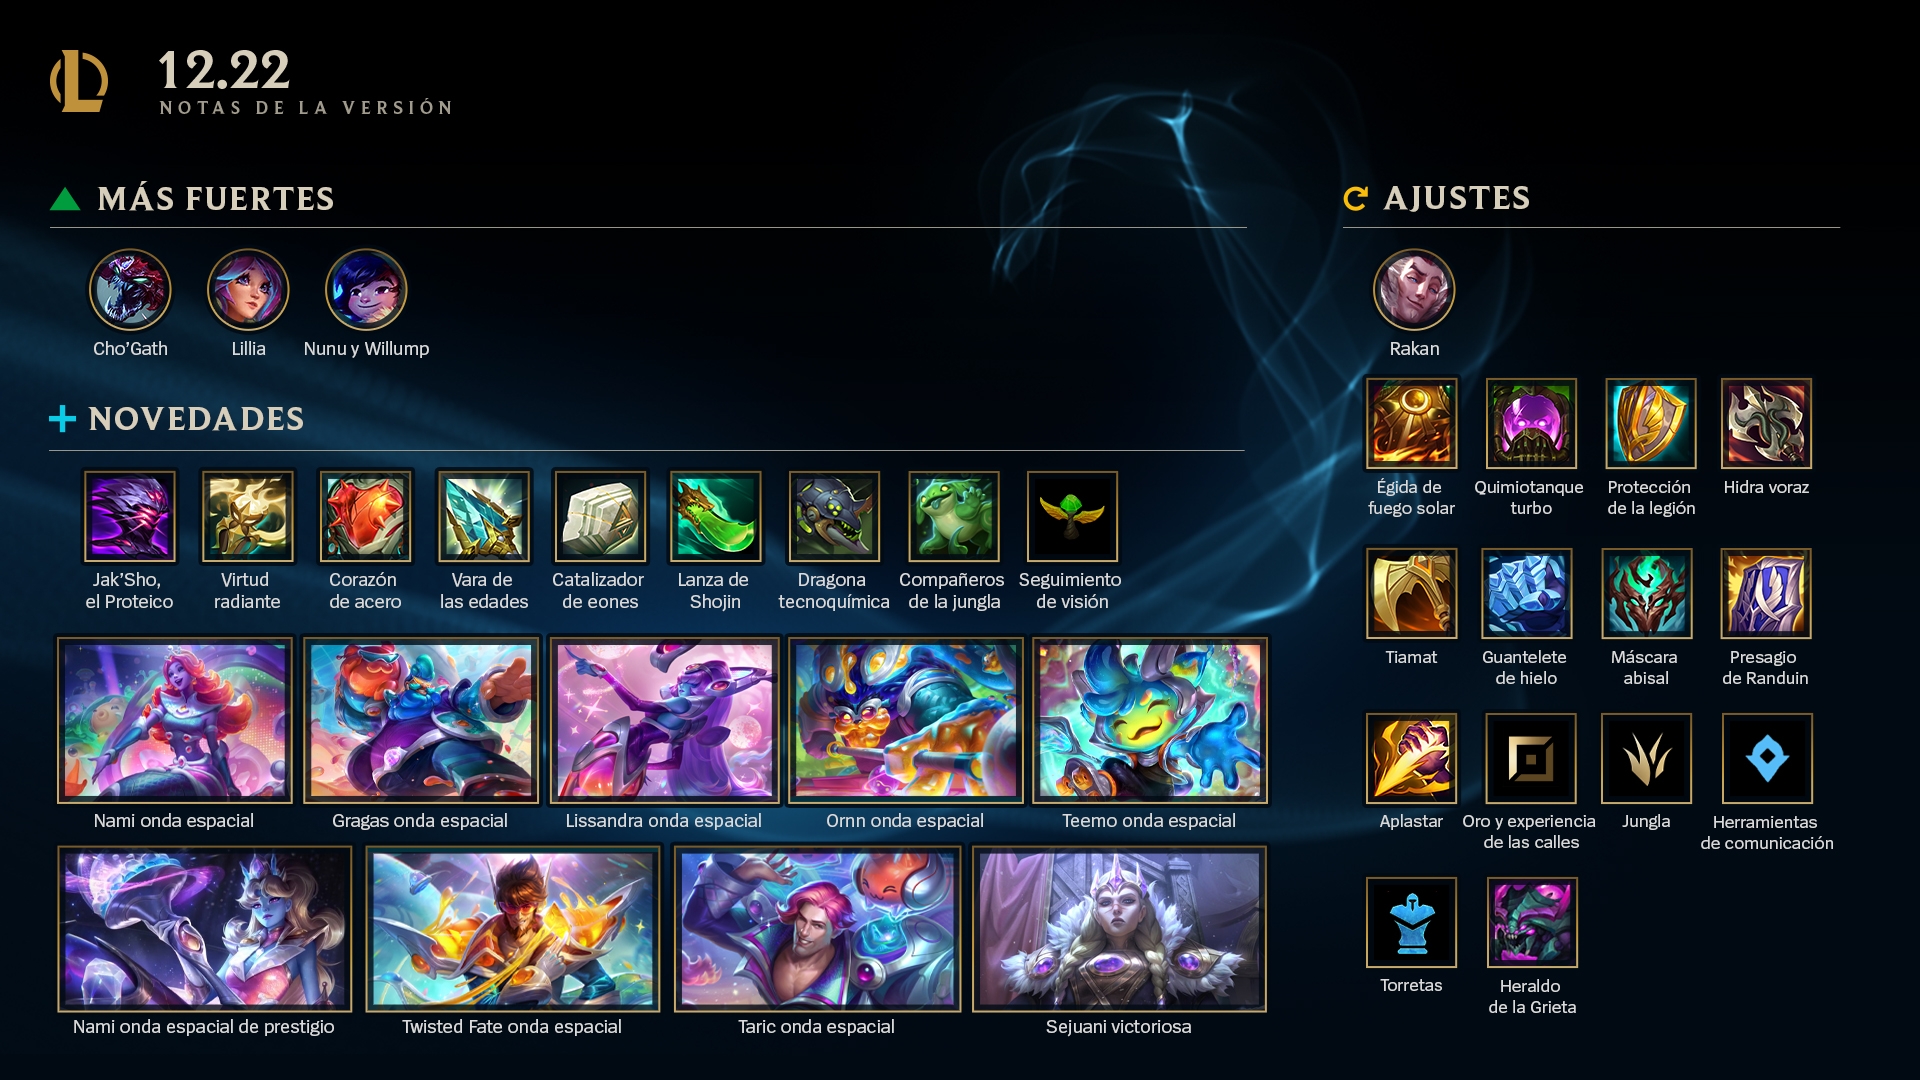 12.22
NOTAS DE LA VERSIÓN
MÁS FUERTES
Cho'Gath
Lillia
Nunu y Willump
NOVEDADES
Jak'Sho,
el Proteico
Virtud
radiante
Corazón
de acero
Vara de
las edades
Catalizador
de eones
Lanza de
Shojin
Dragona
tecnoquímica
Compañeros
de la jungla
Seguimiento
de visión
Nami onda espacial
Gragas onda espacial
Lissandra onda espacial
Ornn onda espacial
Teemo onda espacial
Nami onda espacial de prestigio
Twisted Fate onda espacial
Taric onda espacial
Sejuani victoriosa
AJUSTES
Rakan
Égida de
fuego solar
Quimiotanque
turbo
Protección
de la legión
Hidra voraz
Tiamat
Guantelete
de hielo
Máscara
abisal
Presagio
de Randuin
Aplastar
Oro y experiencia
de las calles
Jungla
Herramientas
de comunicación
Torretas
Heraldo
de la Grieta